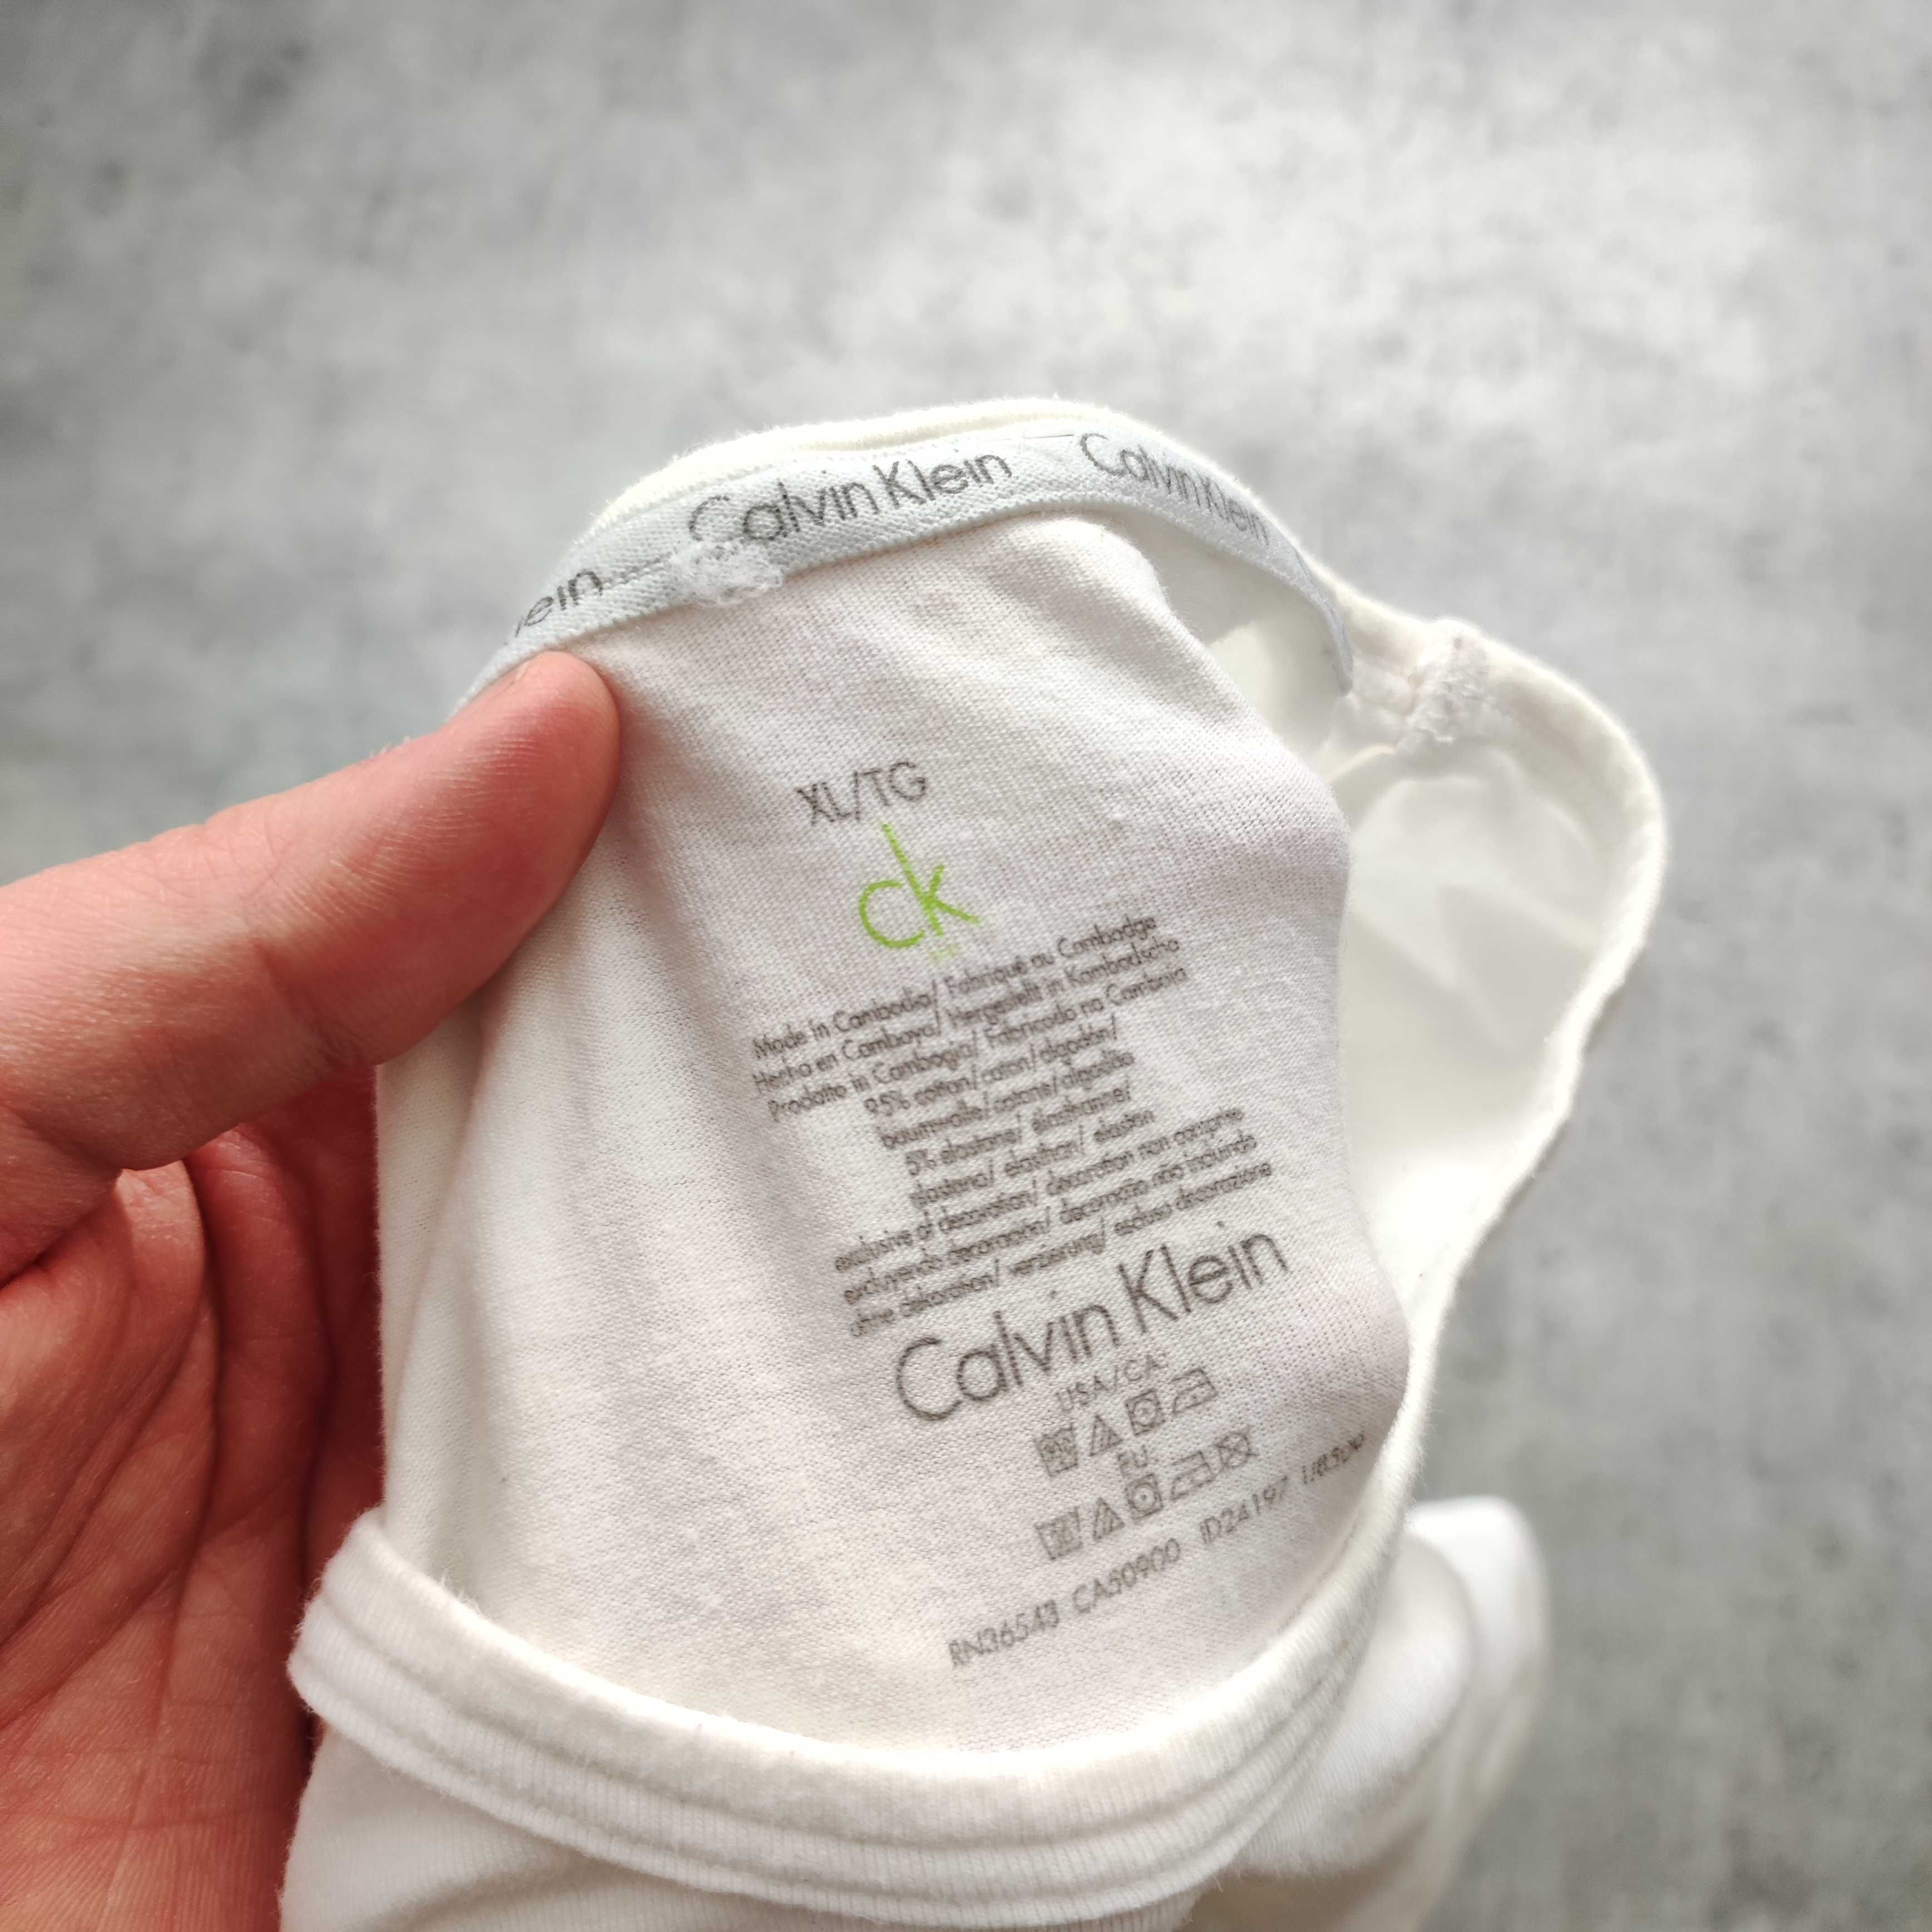 Calvin Klein Calvin Klein
XL/TG
ck
Made in Cambodia/ Fabriqué au Cambodge
Hecho en Camboya/ Hergestellt in Kambodscha
Prodotto in Cambogia/ Fabricado na Camboja
95% cotton/coton/algodón/
baumwolle/cotone/algodão
5% elastane/ élasthanne/
elastano/ elasthan/ elastan
exclusive of decoration/ décoration non comprise
excluyendo decoración/ decoração não incluindo
ohne dekoration/ verzierung/ escluso decorazione
Calvin Klein
USA/CA:
EU
RN36543 CA50900 ID24197